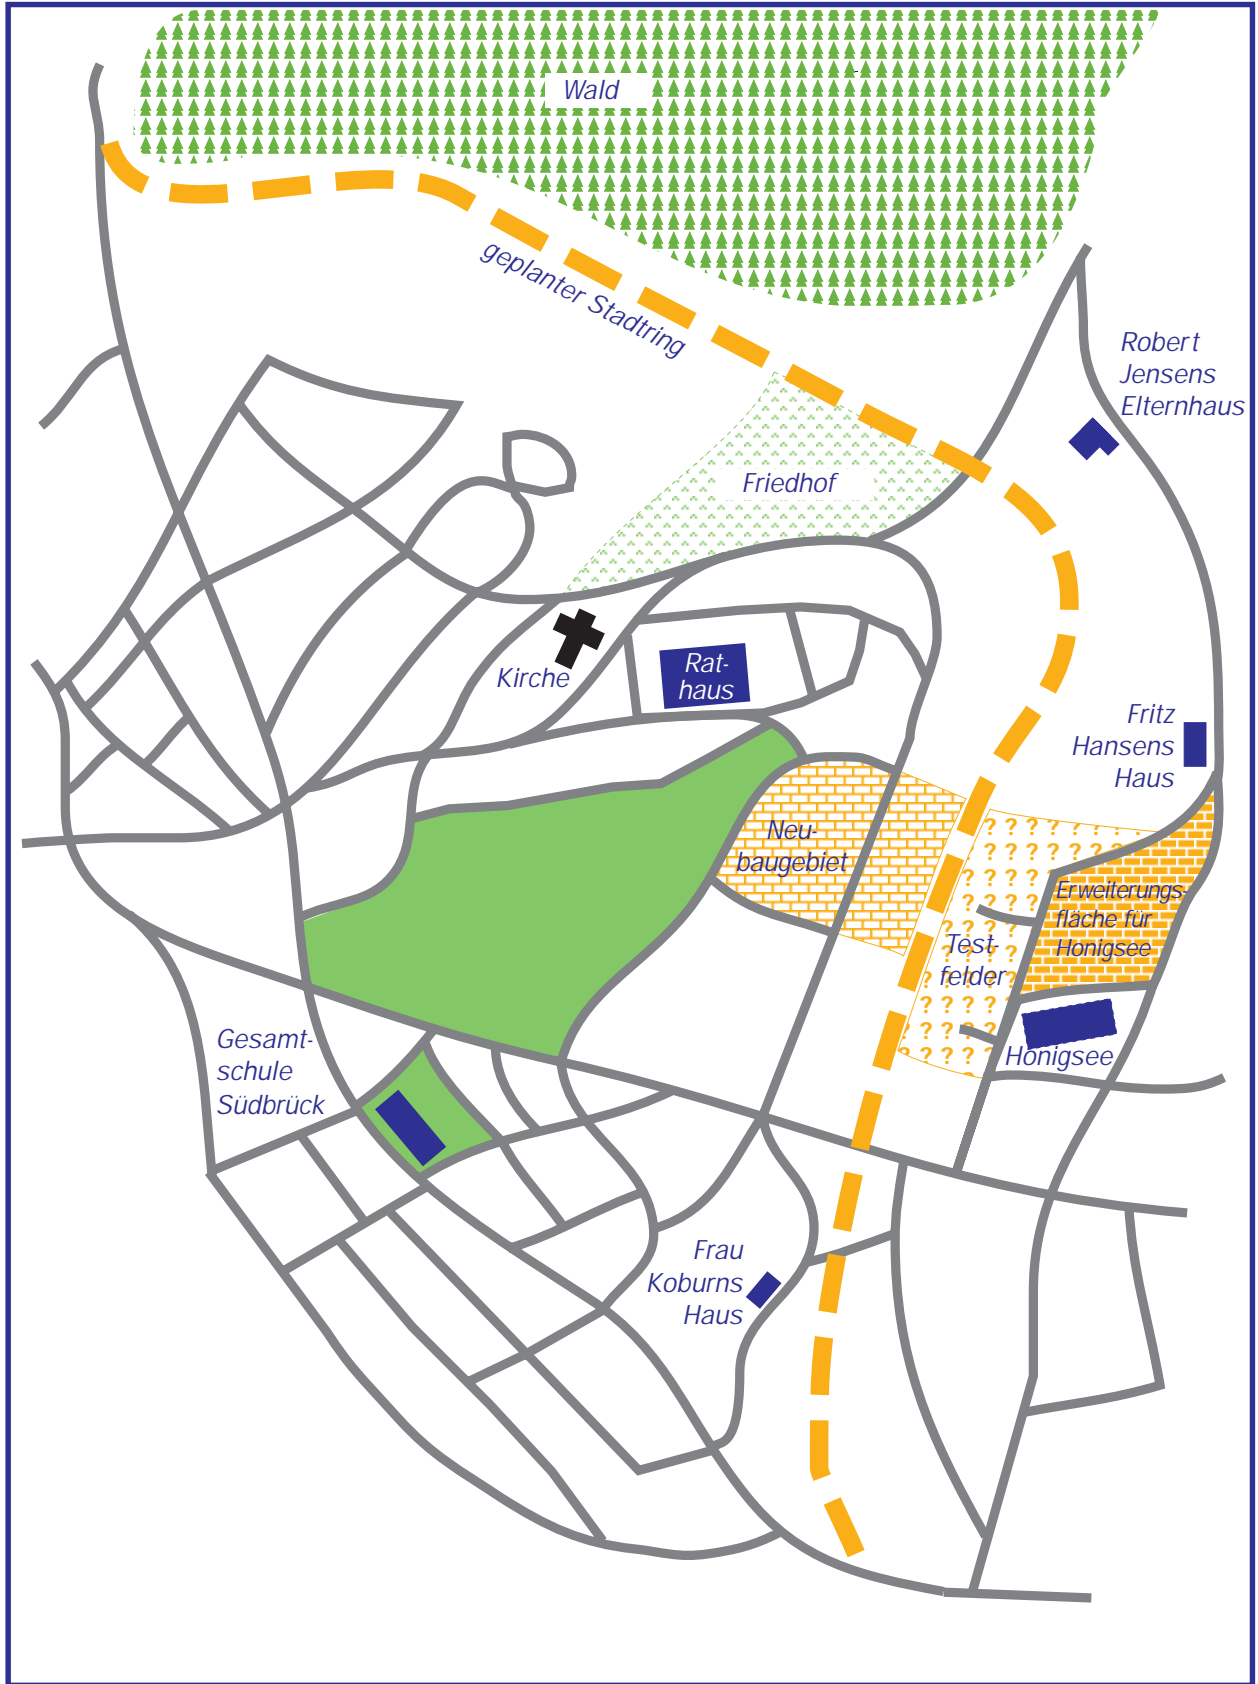 Wald
geplanter Stadtring
Robert
Jensens
Elternhaus
Friedhof
Kirche
Rat-
haus
Fritz
Hansens
Haus
Neu-
baugebiet
Erweiterungs-
fläche für
Honigsee
Test-
felder
Honigsee
Gesamt-
schule
Südbrück
Frau
Koburns
Haus